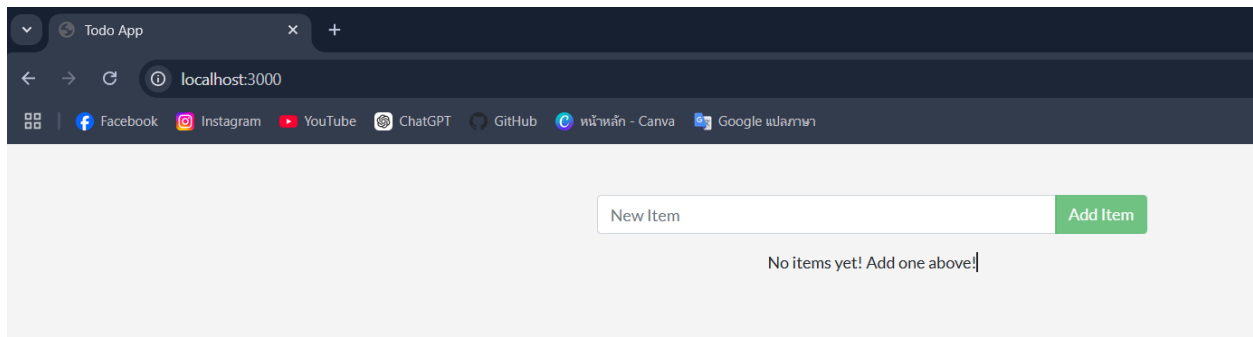 Todo App
localhost:3000
Facebook Instagram YouTube ChatGPT GitHub หน้าหลัก - Canva Google แปลภาษา
New Item Add Item
No items yet! Add one above!